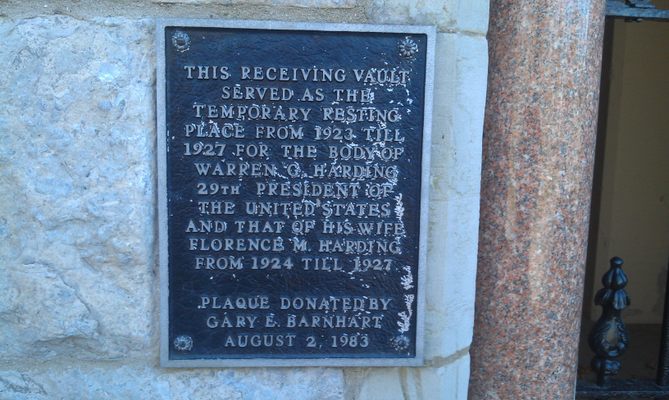 THIS RECEIVING VAULT
SERVED AS THE
TEMPORARY RESTING
PLACE FROM 1923 TILL
1927 FOR THE BODY OF
WARREN G. HARDING
29TH PRESIDENT OF
THE UNITED STATES
AND THAT OF HIS WIFE
FLORENCE M. HARDING
FROM 1924 TILL 1927.
PLAQUE DONATED BY
GARY E. BARNHART
AUGUST 2, 1983